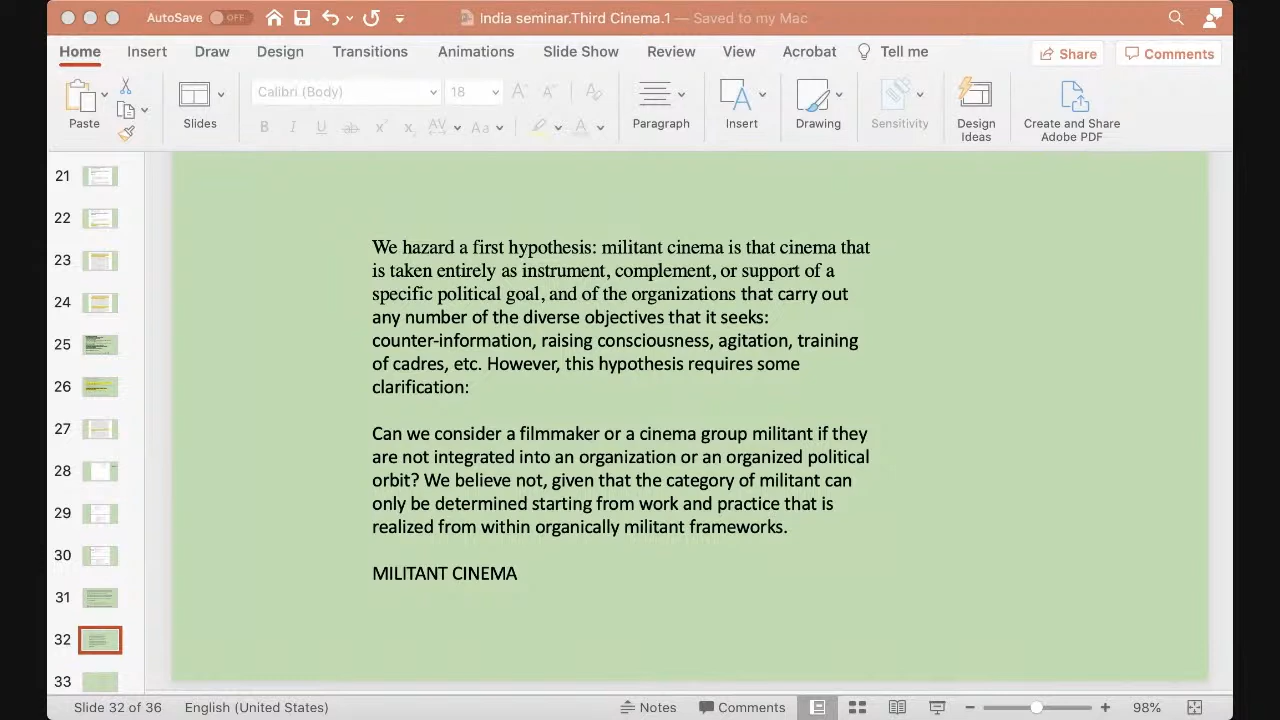 AutoSave OFF India seminar.Third Cinema.1 — Saved to my Mac
Home Insert Draw Design Transitions Animations Slide Show Review View Acrobat Tell me Share Comments
Calibri (Body) 18
Paste Slides Paragraph Insert Drawing Sensitivity Design Ideas Create and Share Adobe PDF
21
22
23
24
25
26
27
28
29
30
31
32
33
We hazard a first hypothesis: militant cinema is that cinema that
is taken entirely as instrument, complement, or support of a
specific political goal, and of the organizations that carry out
any number of the diverse objectives that it seeks:
counter-information, raising consciousness, agitation, training
of cadres, etc. However, this hypothesis requires some
clarification:
Can we consider a filmmaker or a cinema group militant if they
are not integrated into an organization or an organized political
orbit? We believe not, given that the category of militant can
only be determined starting from work and practice that is
realized from within organically militant frameworks.
MILITANT CINEMA
Slide 32 of 36 English (United States) Notes Comments 98%